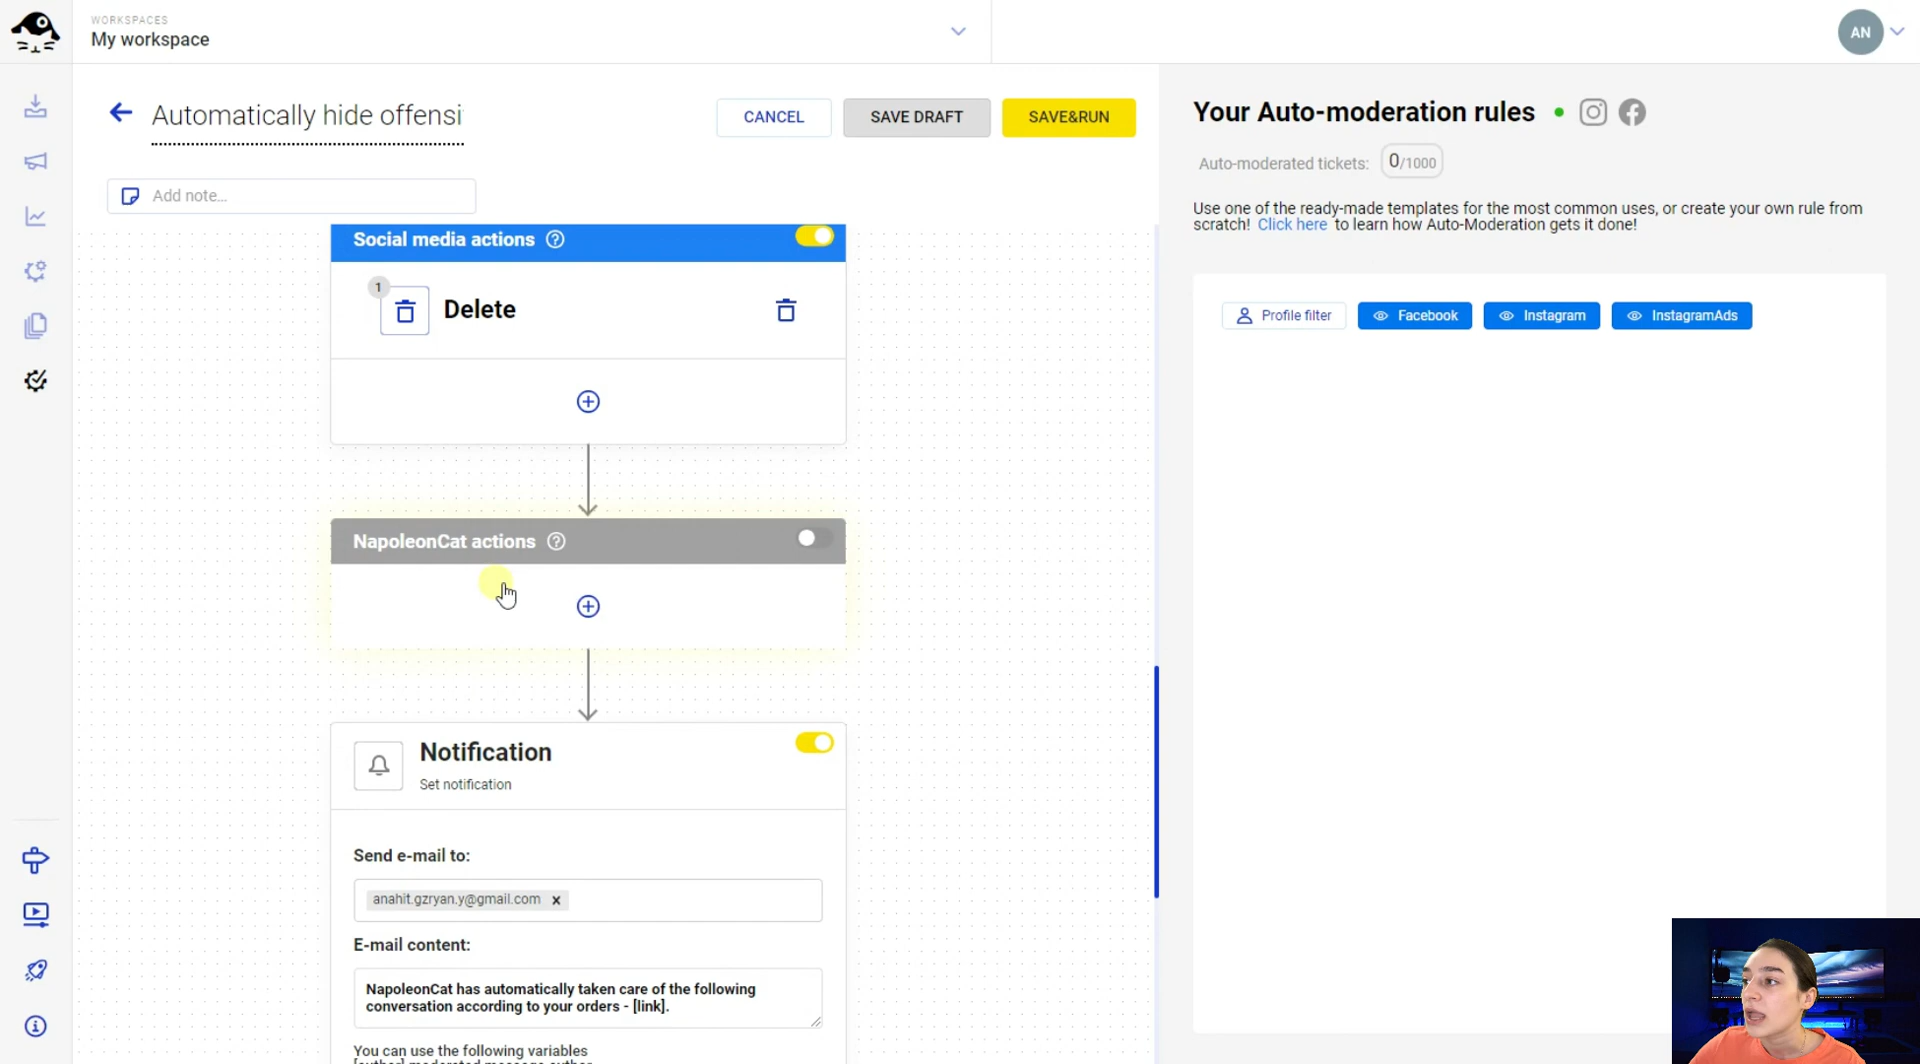 WORKSPACES
My workspace
AN
Automatically hide offensi
CANCEL
SAVE DRAFT
SAVE&RUN
Add note...
Social media actions ?
1
Delete
NapoleonCat actions ?
Notification
Set notification
Send e-mail to:
anahit.gzryan.y@gmail.com x
E-mail content:
NapoleonCat has automatically taken care of the following
conversation according to your orders - [link].
You can use the following variables
Your Auto-moderation rules
Auto-moderated tickets: 0/1000
Use one of the ready-made templates for the most common uses, or create your own rule from
scratch! Click here to learn how Auto-Moderation gets it done!
Profile filter
Facebook
Instagram
InstagramAds